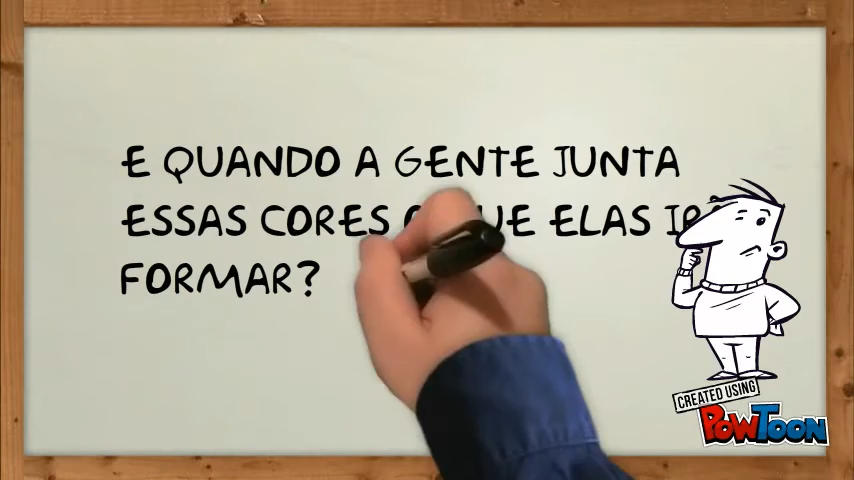 E QUANDO A GENTE JUNTA
ESSAS CORES ELAS
FORMAR?
CREATED USING
POWTOON